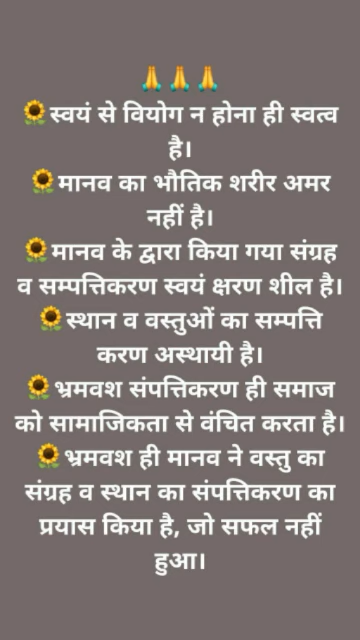 🙏🙏🙏
🌻स्वयं से वियोग न होना ही स्वत्व
है।
🌻मानव का भौतिक शरीर अमर
नहीं है।
🌻मानव के द्वारा किया गया संग्रह
व सम्पत्तिकरण स्वयं क्षरण शील है।
🌻स्थान व वस्तुओं का सम्पत्ति
करण अस्थायी है।
🌻भ्रमवश संपत्तिकरण ही समाज
को सामाजिकता से वंचित करता है।
🌻भ्रमवश ही मानव ने वस्तु का
संग्रह व स्थान का संपत्तिकरण का
प्रयास किया है, जो सफल नहीं
हुआ।